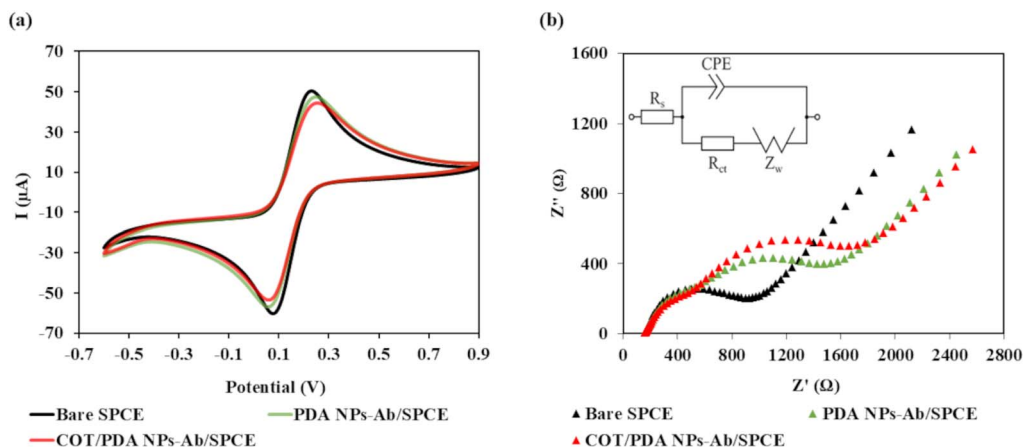 (a)
70
50
30
10
-10
-30
-50
-70
I (µA)
-0.7 -0.5 -0.3 -0.1 0.1 0.3 0.5 0.7 0.9
Potential (V)
Bare SPCE
PDA NPs-Ab/SPCE
COT/PDA NPs-Ab/SPCE
(b)
1600
1200
800
400
0
Z'' (Ω)
CPE
Rs
Rct
Zw
0 400 800 1200 1600 2000 2400 2800
Z' (Ω)
Bare SPCE
PDA NPs-Ab/SPCE
COT/PDA NPs-Ab/SPCE